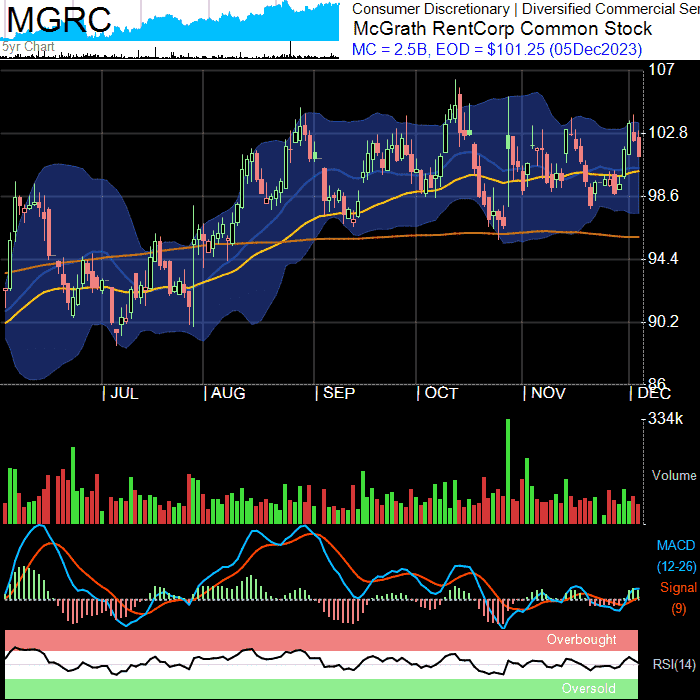 MGRC
5yr Chart
Consumer Discretionary | Diversified Commercial Ser
McGrath RentCorp Common Stock
MC = 2.5B, EOD = $101.25 (05Dec2023)
107
102.8
98.6
94.4
90.2
86
JUL AUG SEP OCT NOV DEC
334k
Volume
MACD
(12-26)
Signal
(9)
Overbought
RSI(14)
Oversold